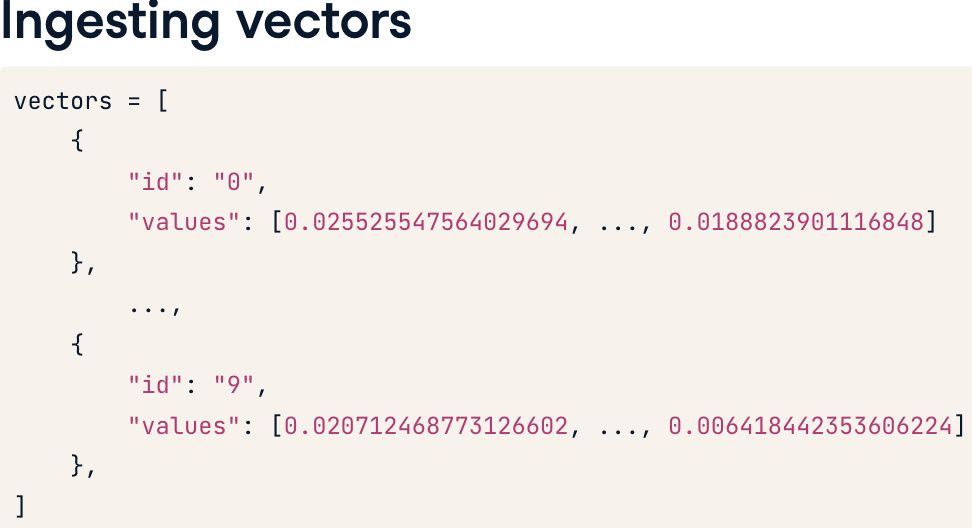 Ingesting vectors
vectors = [
    {
        "id": "0",
        "values": [0.025525547564029694, ..., 0.0188823901116848]
    },
        ...,
    {
        "id": "9",
        "values": [0.020712468773126602, ..., 0.006418442353606224]
    },
]